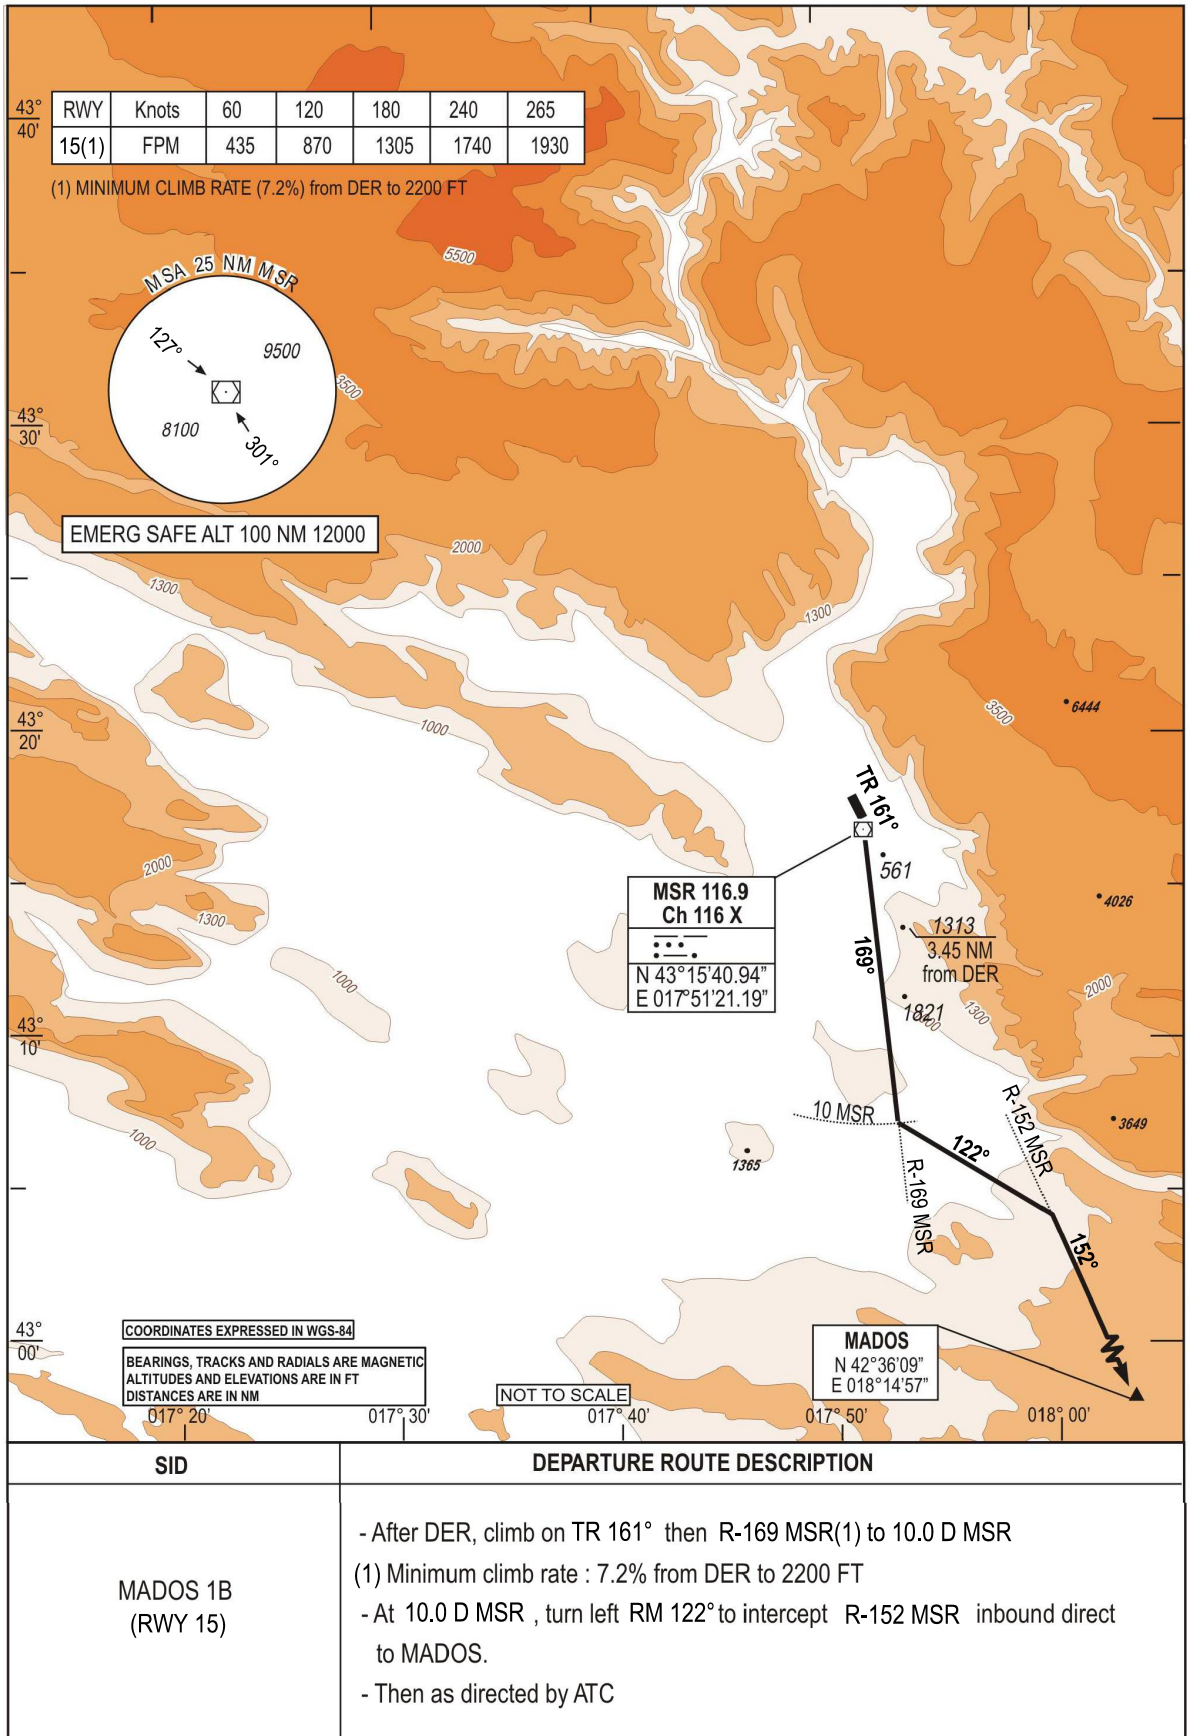 43°
40'
RWY Knots 60 120 180 240 265
15(1) FPM 435 870 1305 1740 1930
(1) MINIMUM CLIMB RATE (7.2%) from DER to 2200 FT
5500
MSA 25 NM MSR
127°
9500
8100
301°
3500
43°
30'
EMERG SAFE ALT 100 NM 12000
2000
1300
1300
3500
6444
43°
20'
1000
TR 161°
561
2000
1300
MSR 116.9
Ch 116 X
N 43°15'40.94"
E 017°51'21.19"
169°
4026
1313
3.45 NM
from DER
1000
2000
1821
1300
43°
10'
10 MSR
R-152 MSR
3649
1000
1365
122°
R-169 MSR
152°
43°
00'
COORDINATES EXPRESSED IN WGS-84
BEARINGS, TRACKS AND RADIALS ARE MAGNETIC
ALTITUDES AND ELEVATIONS ARE IN FT
DISTANCES ARE IN NM
NOT TO SCALE
MADOS
N 42°36'09"
E 018°14'57"
017° 20' 017° 30' 017° 40' 017° 50' 018° 00'
SID DEPARTURE ROUTE DESCRIPTION
MADOS 1B
(RWY 15)
- After DER, climb on TR 161° then R-169 MSR(1) to 10.0 D MSR
(1) Minimum climb rate : 7.2% from DER to 2200 FT
- At 10.0 D MSR , turn left RM 122° to intercept R-152 MSR inbound direct
to MADOS.
- Then as directed by ATC